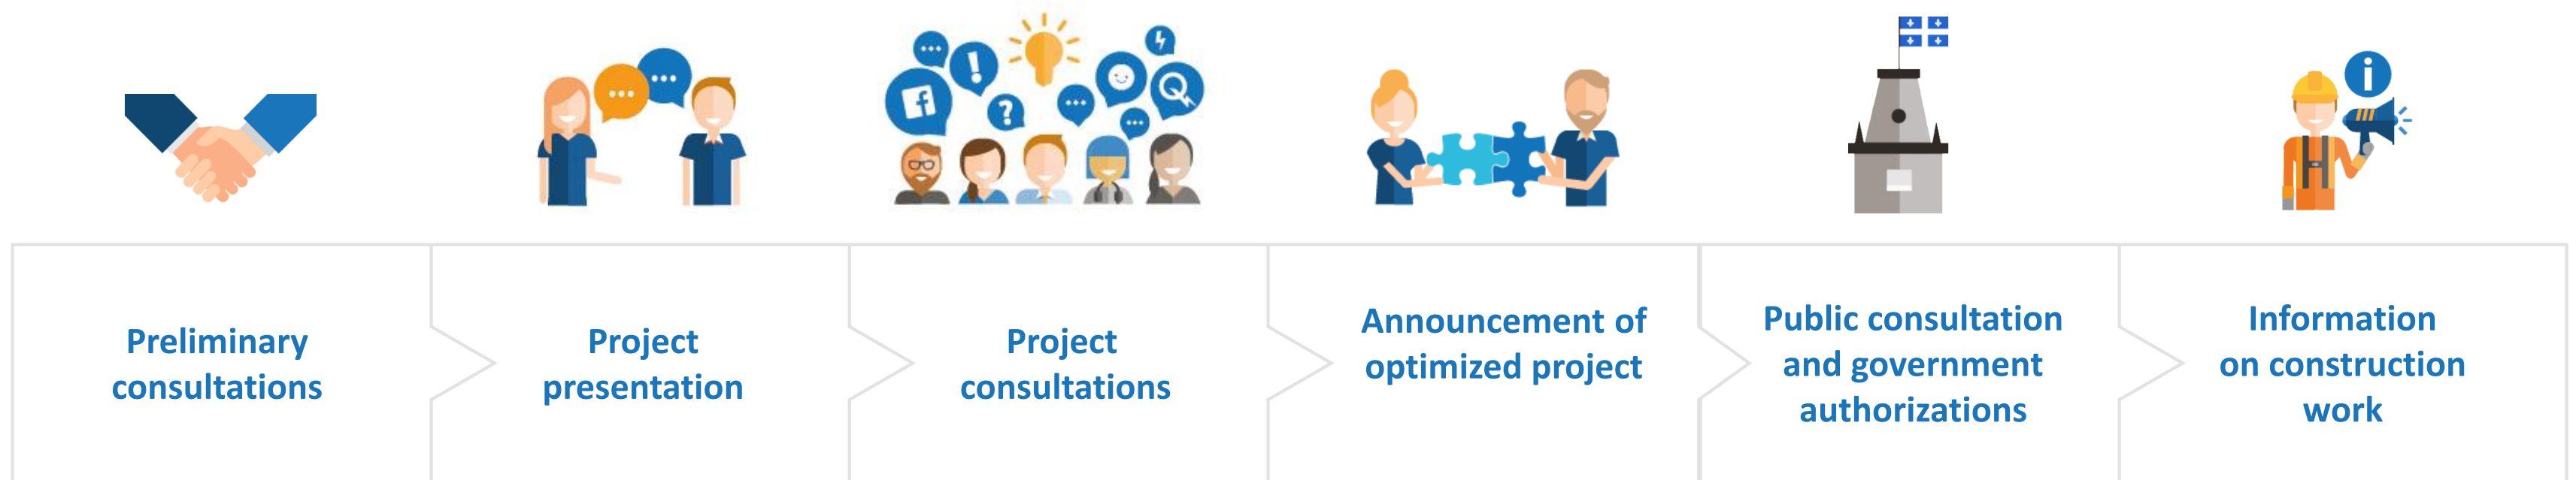 Preliminary
consultations
Project
presentation
Project
consultations
Announcement of
optimized project
Public consultation
and government
authorizations
Information
on construction
work